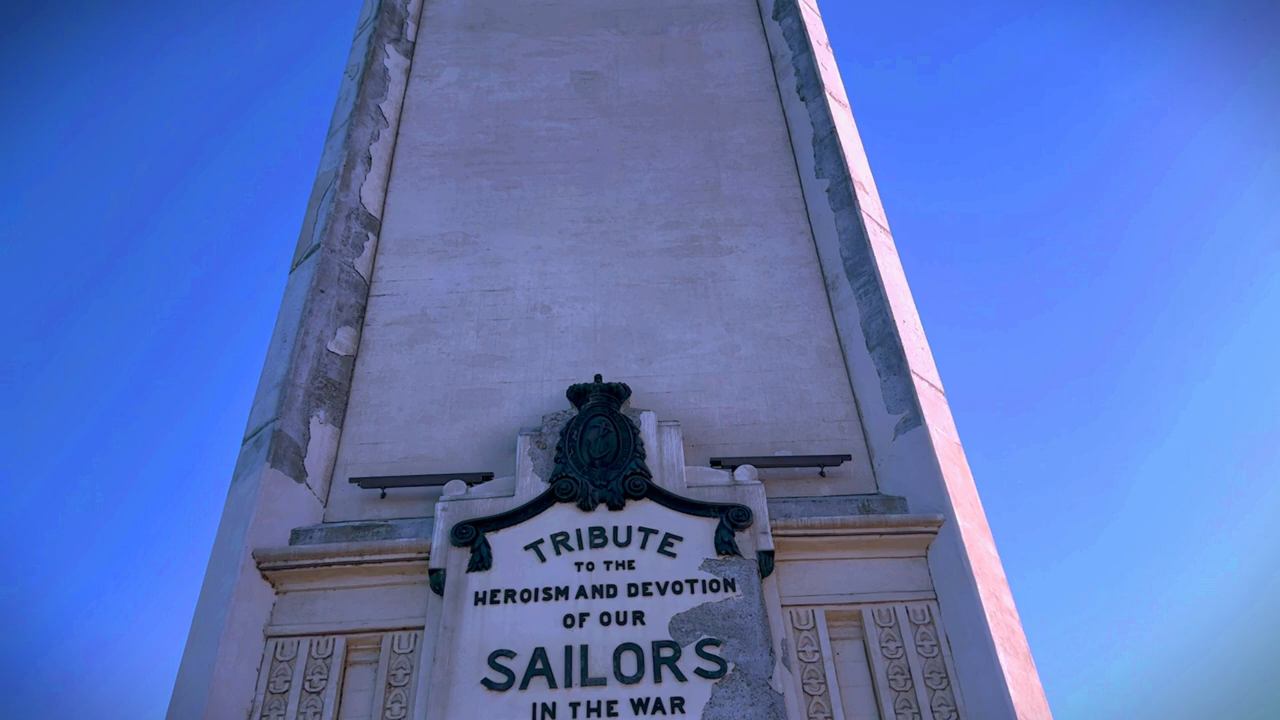 TRIBUTE
TO THE
HEROISM AND DEVOTION
OF OUR
SAILORS
IN THE WAR